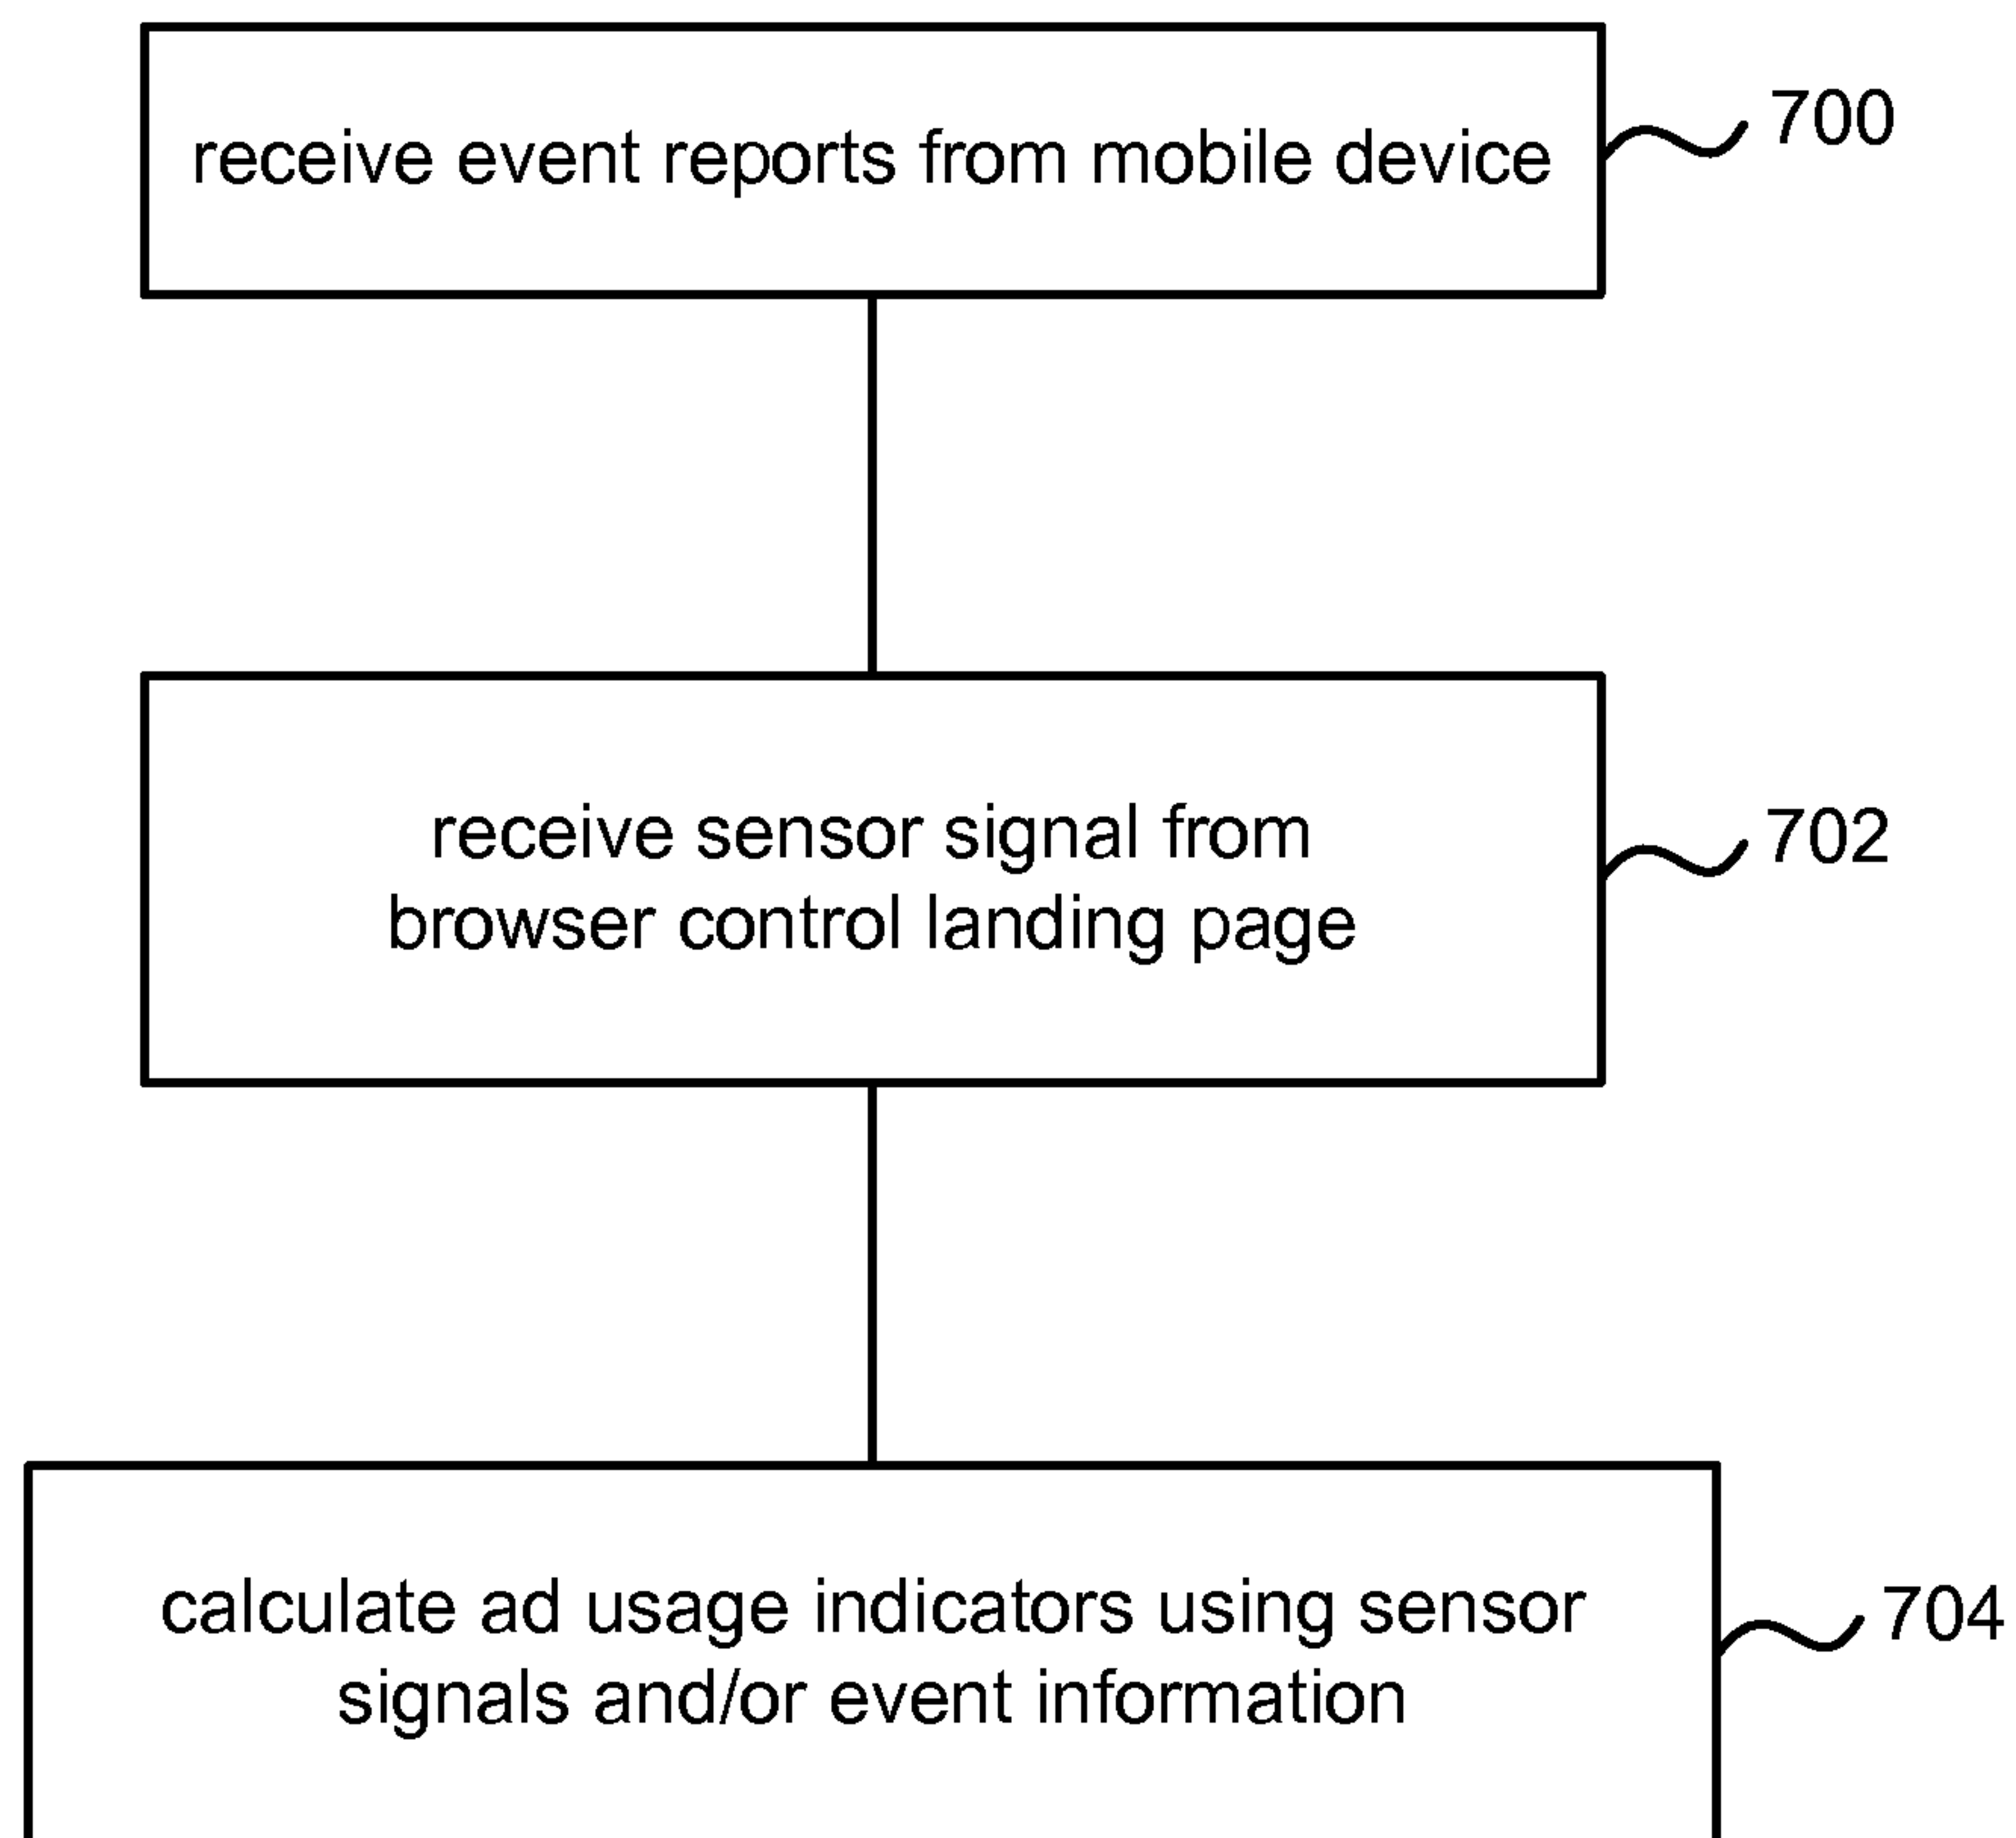 receive event reports from mobile device
700
receive sensor signal from
browser control landing page
702
calculate ad usage indicators using sensor
signals and/or event information
704